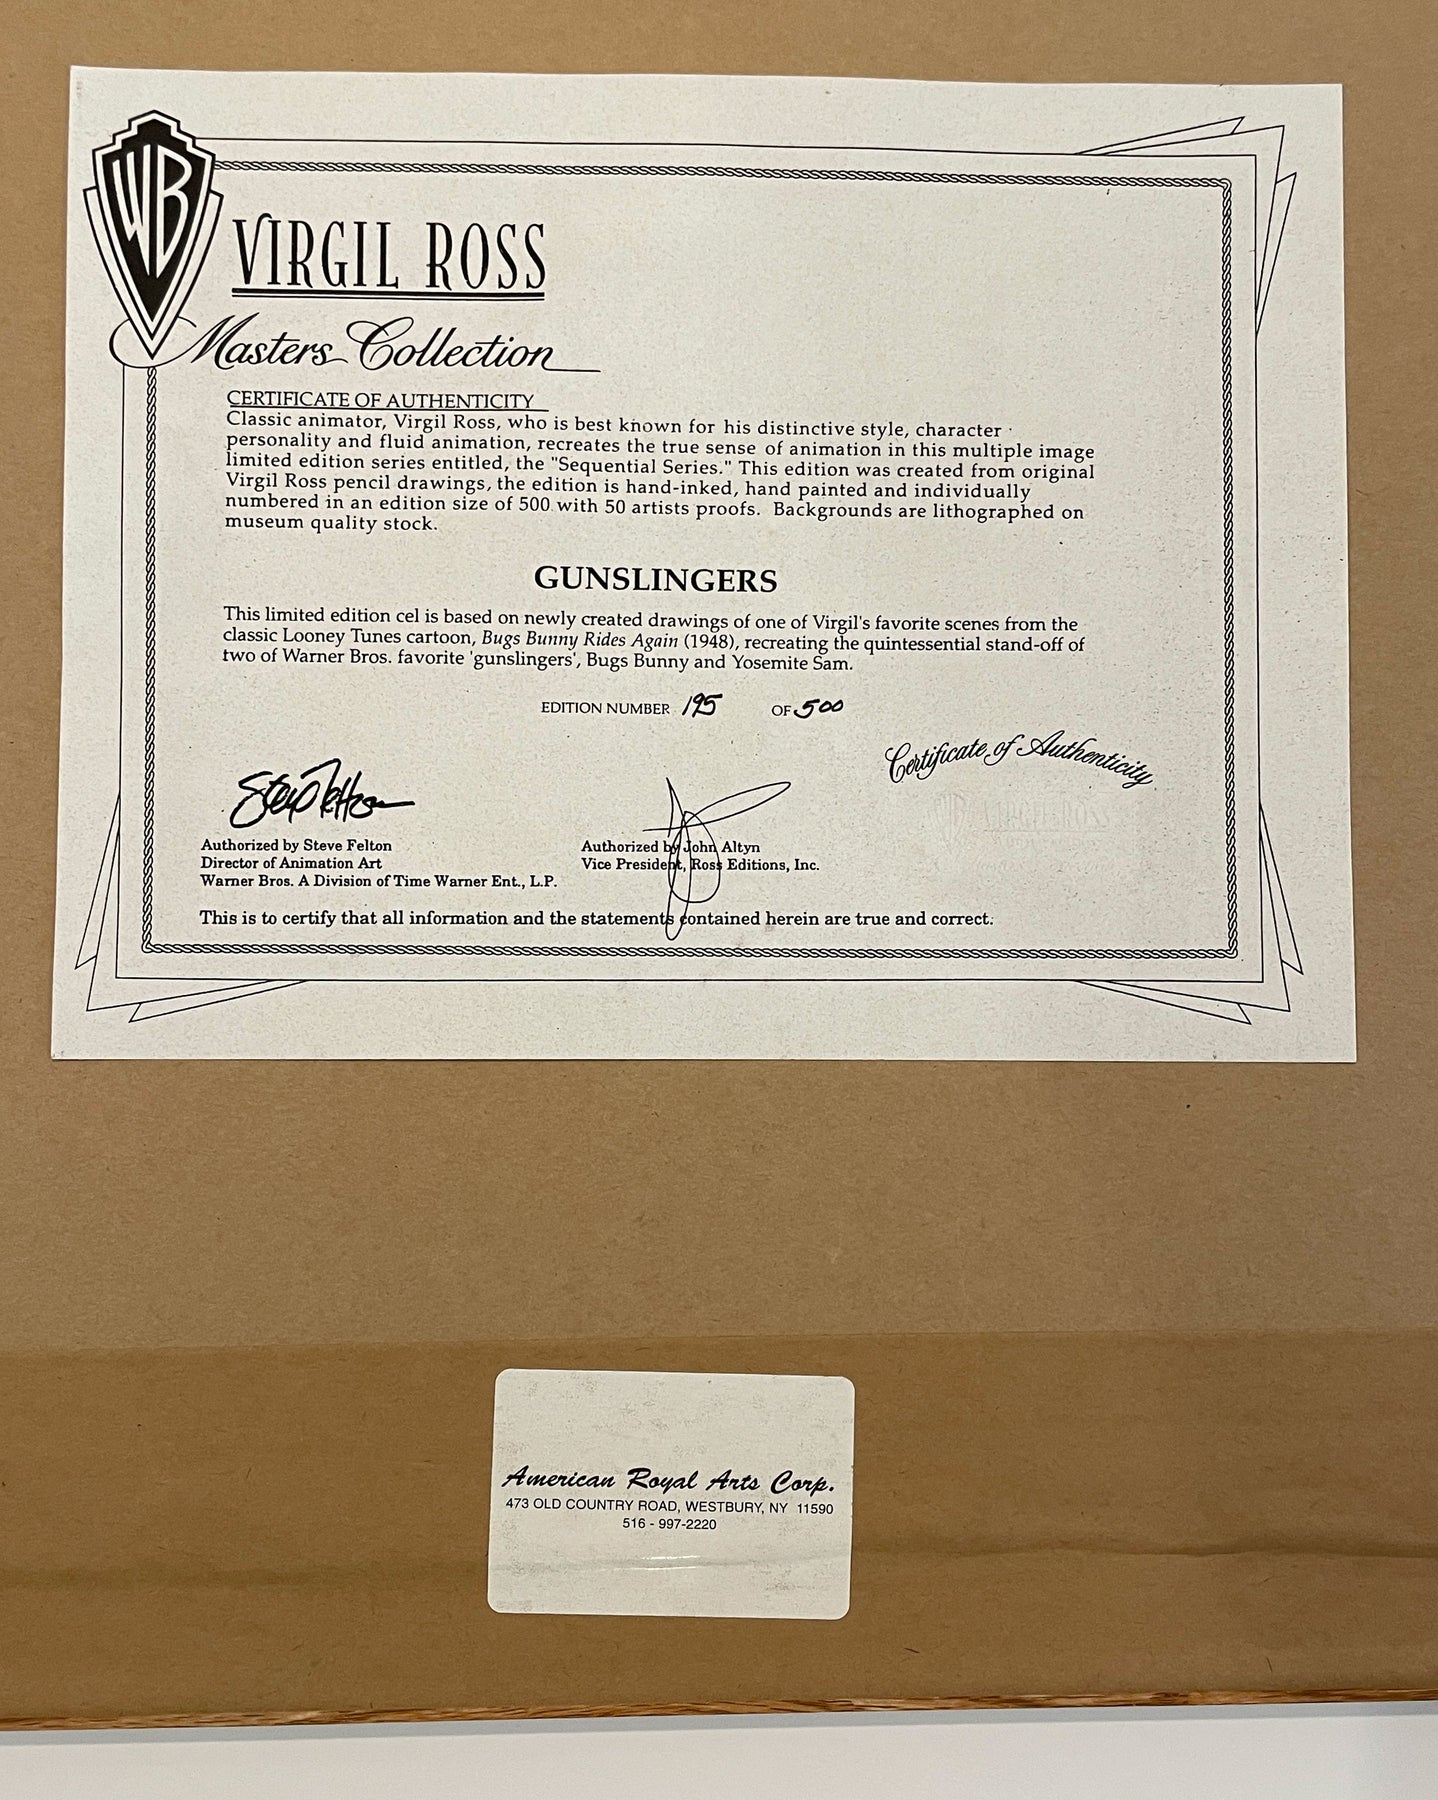 WB
VIRGIL ROSS
Masters Collection
CERTIFICATE OF AUTHENTICITY
Classic animator, Virgil Ross, who is best known for his distinctive style, character
personality and fluid animation, recreates the true sense of animation in this multiple image
limited edition series entitled, the "Sequential Series." This edition was created from original
Virgil Ross pencil drawings, the edition is hand-inked, hand painted and individually
numbered in an edition size of 500 with 50 artists proofs. Backgrounds are lithographed on
museum quality stock.
GUNSLINGERS
This limited edition cel is based on newly created drawings of one of Virgil's favorite scenes from the
classic Looney Tunes cartoon, Bugs Bunny Rides Again (1948), recreating the quintessential stand-off of
two of Warner Bros. favorite 'gunslingers', Bugs Bunny and Yosemite Sam.
EDITION NUMBER 195 OF 500
Certificate of Authenticity
WB VIRGIL ROSS
Authorized by Steve Felton
Director of Animation Art
Warner Bros. A Division of Time Warner Ent., L.P.
Authorized by John Altyn
Vice President, Ross Editions, Inc.
This is to certify that all information and the statements contained herein are true and correct.
American Royal Arts Corp.
473 OLD COUNTRY ROAD, WESTBURY, NY 11590
516 - 997-2220